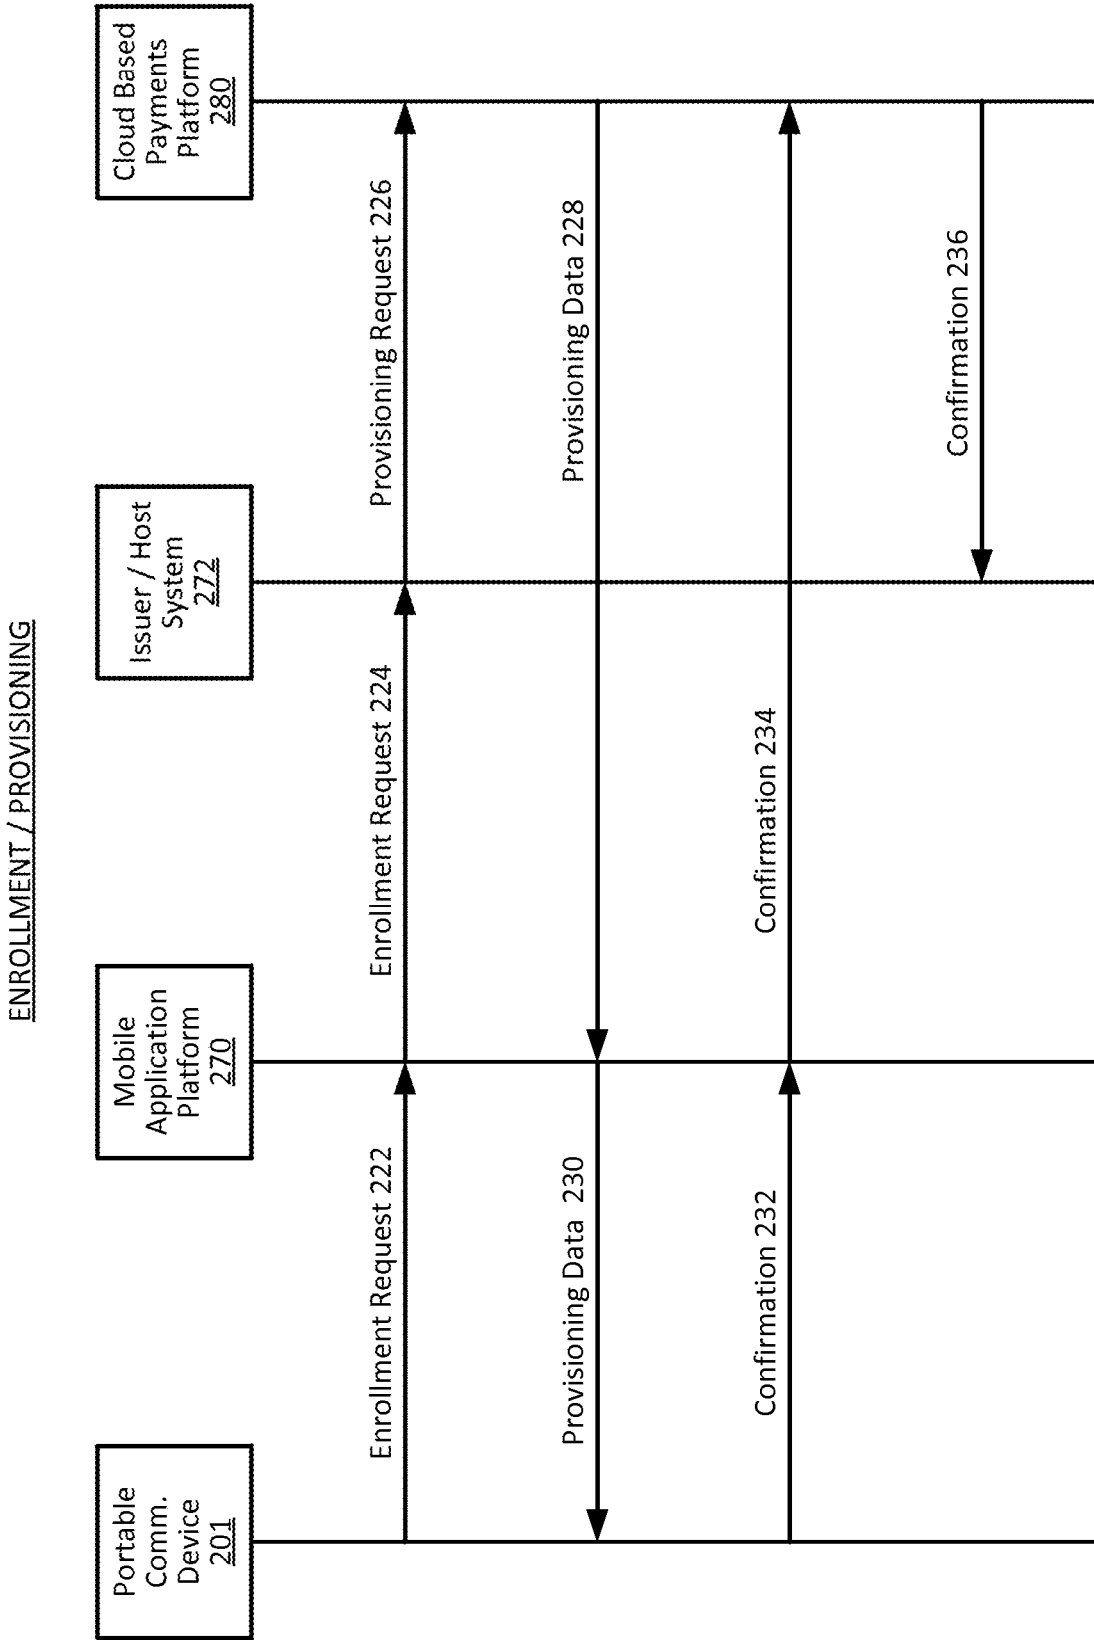 ENROLLMENT / PROVISIONING
Portable
Comm.
Device
201
Mobile
Application
Platform
270
Issuer / Host
System
272
Cloud Based
Payments
Platform
280
Enrollment Request 222
Enrollment Request 224
Provisioning Request 226
Provisioning Data 230
Provisioning Data 228
Confirmation 232
Confirmation 234
Confirmation 236